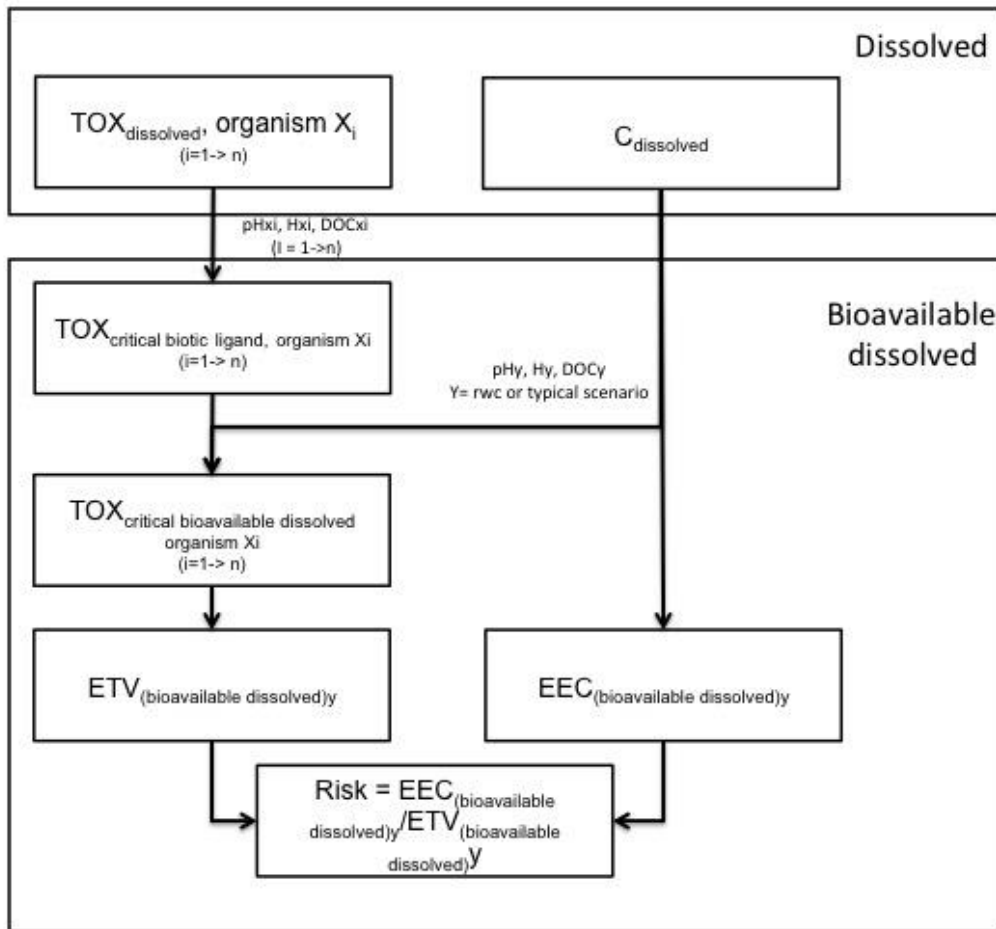 Dissolved
TOXdissolved, organism Xi
(i=1-> n)
Cdissolved
pHxi, Hxi, DOCxi
(I = 1->n)
Bioavailable
dissolved
TOXcritical biotic ligand, organism Xi
(i=1-> n)
pHy, Hy, DOCy
Y= rwc or typical scenario
TOXcritical bioavailable dissolved
organism Xi
(i=1-> n)
ETV(bioavailable dissolved)y
EEC(bioavailable dissolved)y
Risk = EEC(bioavailable
dissolved)y/ETV(bioavailable
dissolved)y